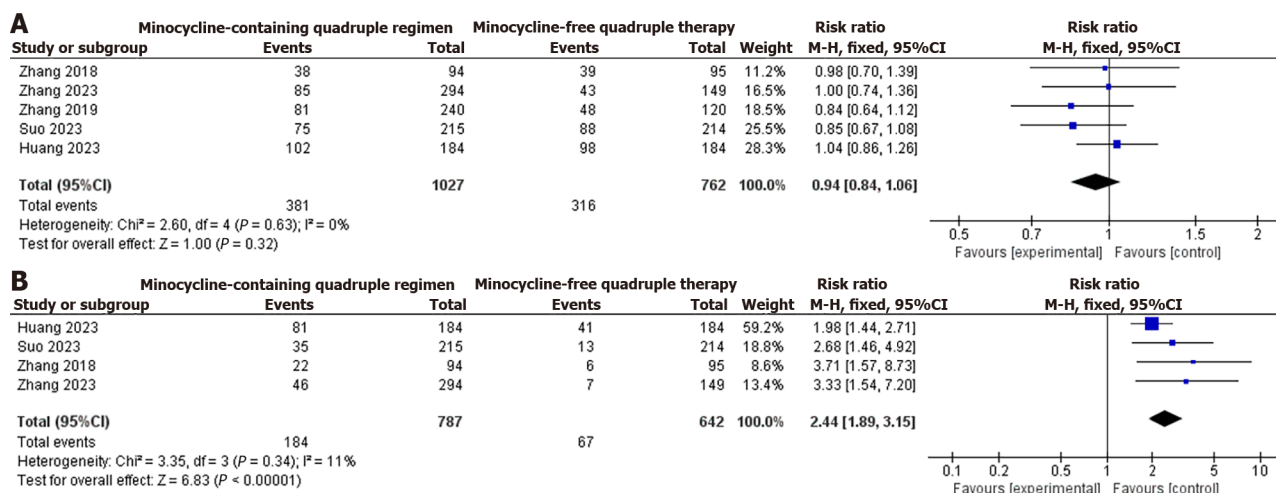 A
Minocycline-containing quadruple regimen Minocycline-free quadruple therapy Risk ratio Risk ratio
Study or subgroup Events Total Events Total Weight M-H, fixed, 95%CI M-H, fixed, 95%CI
Zhang 2018 38 94 39 95 11.2% 0.98 [0.70, 1.39]
Zhang 2023 85 294 43 149 16.5% 1.00 [0.74, 1.36]
Zhang 2019 81 240 48 120 18.5% 0.84 [0.64, 1.12]
Suo 2023 75 215 88 214 25.5% 0.85 [0.67, 1.08]
Huang 2023 102 184 98 184 28.3% 1.04 [0.86, 1.26]
Total (95%CI) 1027 762 100.0% 0.94 [0.84, 1.06]
Total events 381 316
Heterogeneity: Chi² = 2.60, df = 4 (P = 0.63); I² = 0%
Test for overall effect: Z = 1.00 (P = 0.32)
0.5 0.7 1 1.5 2
Favours [experimental] Favours [control]
B
Minocycline-containing quadruple regimen Minocycline-free quadruple therapy Risk ratio Risk ratio
Study or subgroup Events Total Events Total Weight M-H, fixed, 95%CI M-H, fixed, 95%CI
Huang 2023 81 184 41 184 59.2% 1.98 [1.44, 2.71]
Suo 2023 35 215 13 214 18.8% 2.68 [1.46, 4.92]
Zhang 2018 22 94 6 95 8.6% 3.71 [1.57, 8.73]
Zhang 2023 46 294 7 149 13.4% 3.33 [1.54, 7.20]
Total (95%CI) 787 642 100.0% 2.44 [1.89, 3.15]
Total events 184 67
Heterogeneity: Chi² = 3.35, df = 3 (P = 0.34); I² = 11%
Test for overall effect: Z = 6.83 (P < 0.00001)
0.1 0.2 0.5 1 2 5 10
Favours [experimental] Favours [control]